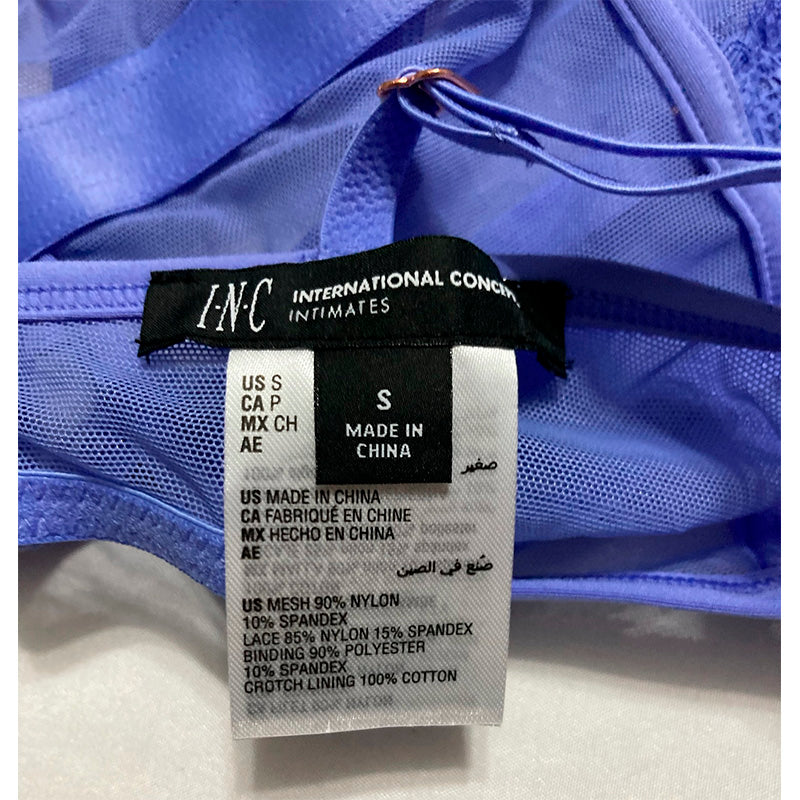 I·N·C INTERNATIONAL
INTIMATES
S
MADE IN
CHINA
US S
CA P
MX CH
AE
صغير
US MADE IN CHINA
CA FABRIQUÉ EN CHINE
MX HECHO EN CHINA
AE
صُنع في الصين
US MESH 90% NYLON
10% SPANDEX
LACE 85% NYLON 15% SPANDEX
BINDING 90% POLYESTER
10% SPANDEX
CROTCH LINING 100% COTTON